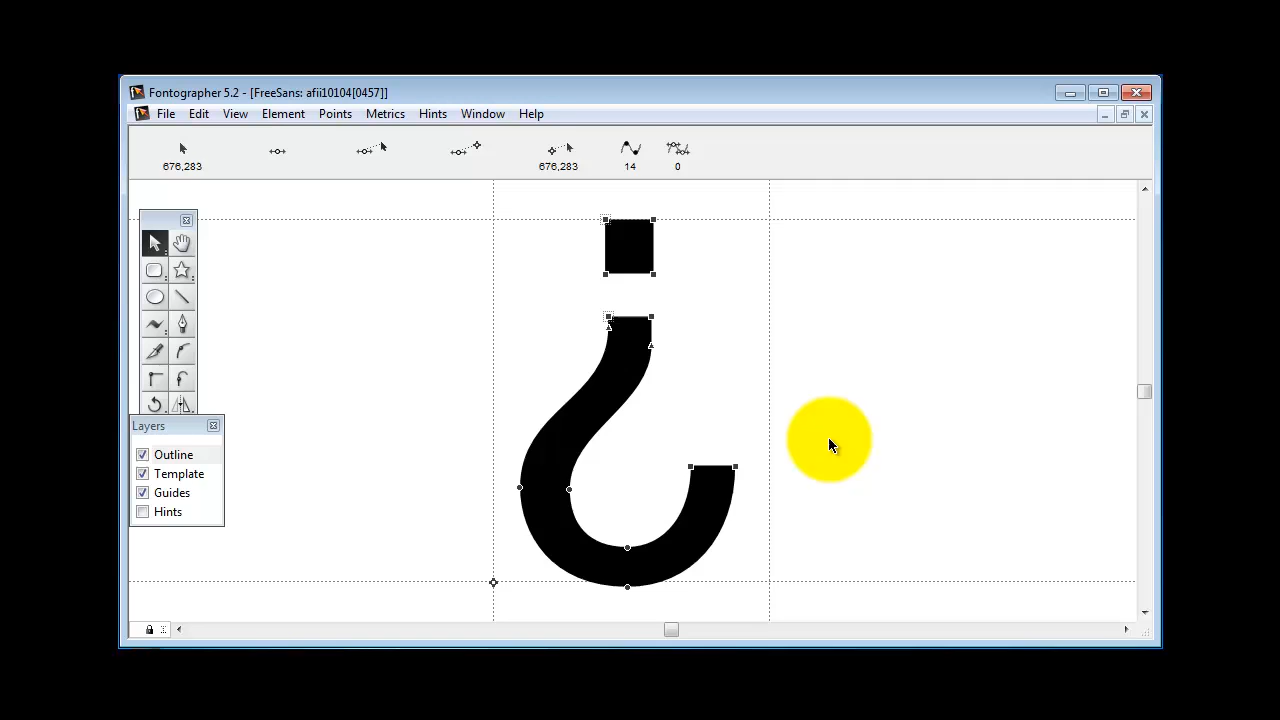 Fontographer 5.2 - [FreeSans: afii10104[0457]]
File Edit View Element Points Metrics Hints Window Help
676,283 676,283 14 0
¿
Layers
Outline
Template
Guides
Hints